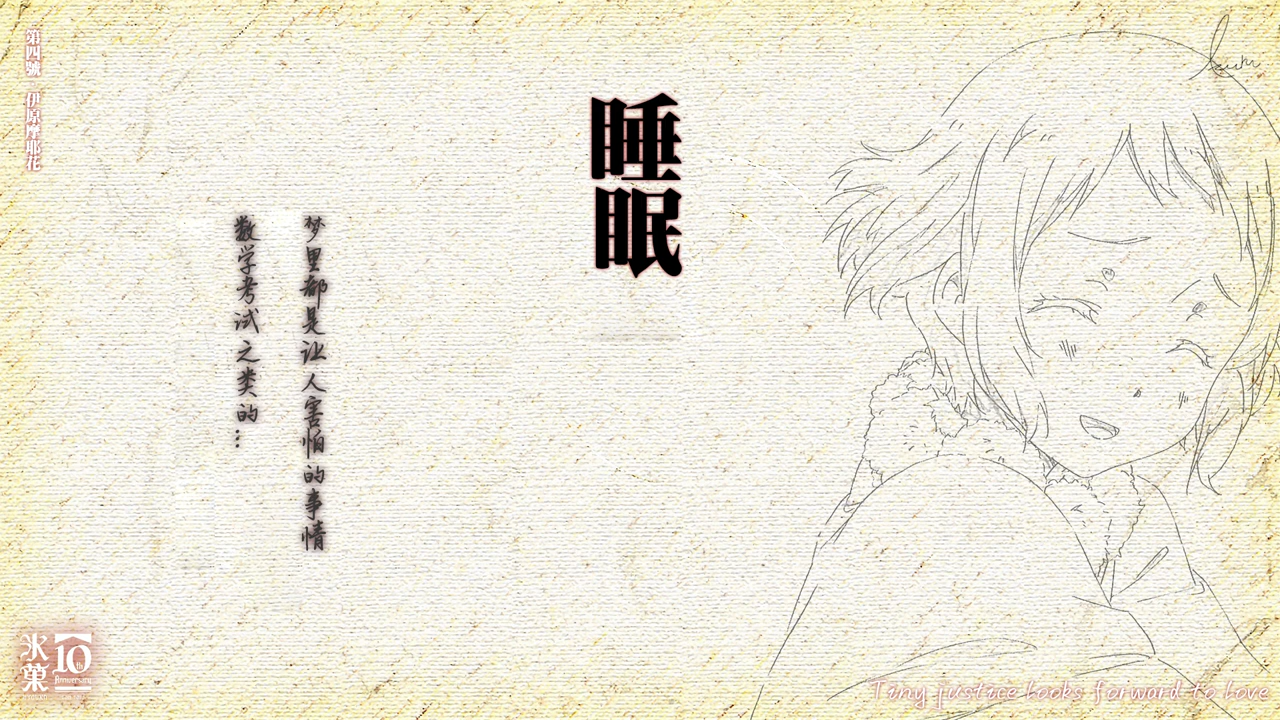 第四號 伊原摩耶花
睡眠
梦里都是让人害怕的事情
数学考试之类的…
氷菓
10th
Anniversary
Tiny justice looks forward to love